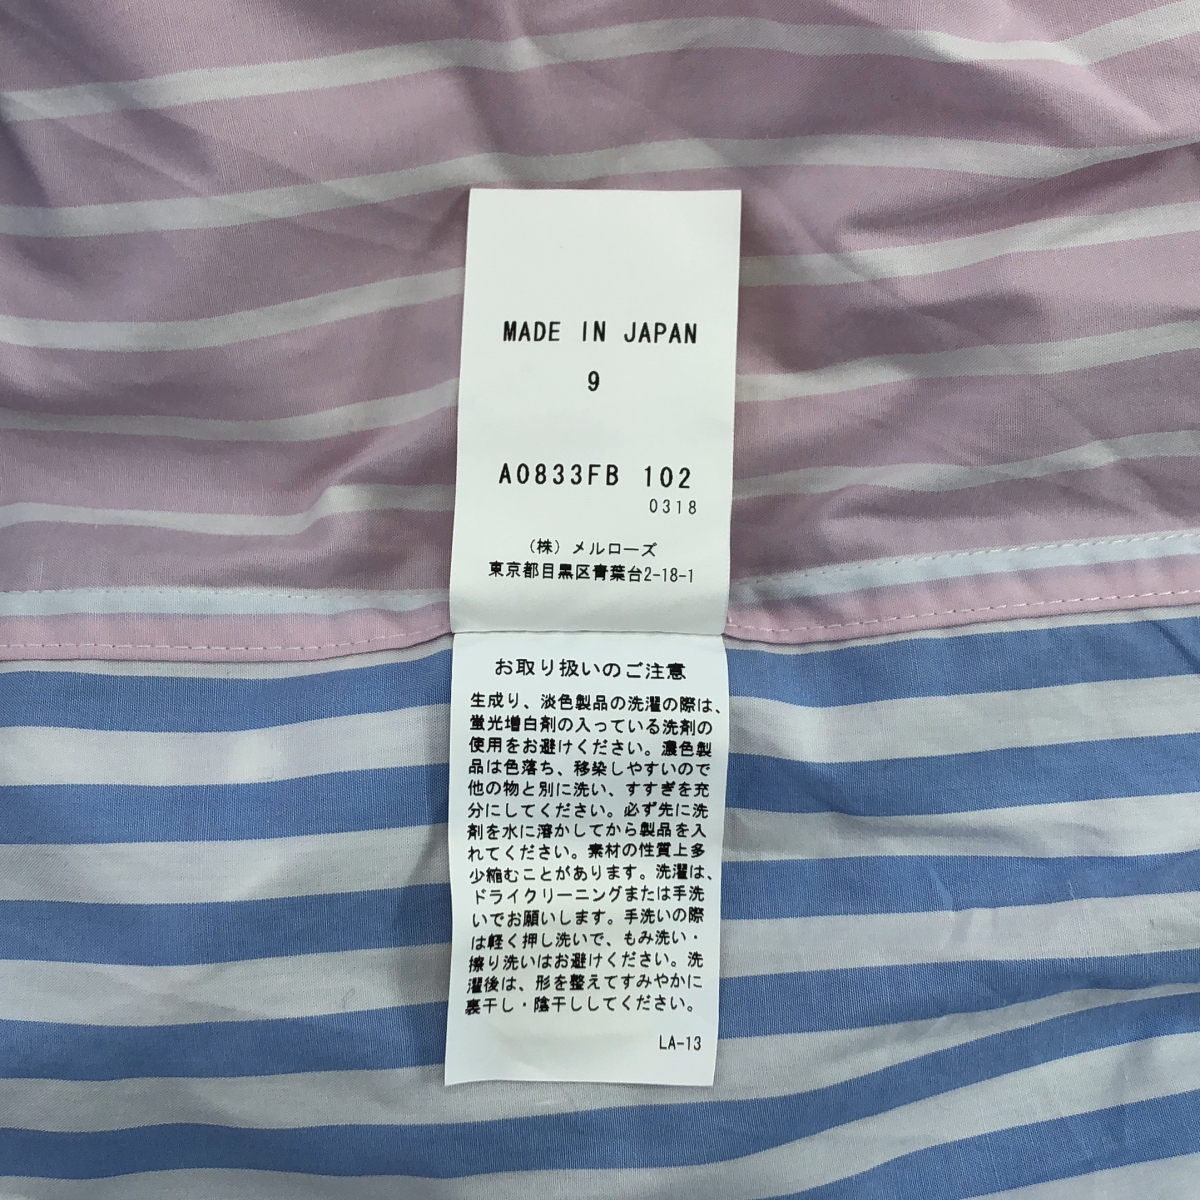 MADE IN JAPAN
9
A0833FB 102
0318
(株) メルローズ
東京都目黒区青葉台2-18-1
お取り扱いのご注意
生成り、淡色製品の洗濯の際は、
蛍光増白剤の入っている洗剤の
使用をお避けください。濃色製
品は色落ち、移染しやすいので
他の物と別に洗い、すすぎを充
分にしてください。必ず先に洗
剤を水に溶かしてから製品を入
れてください。素材の性質上多
少縮むことがあります。洗濯は、
ドライクリーニングまたは手洗
いでお願いします。手洗いの際
は軽く押し洗いで、もみ洗い・
擦り洗いはお避けください。洗
濯後は、形を整えてすみやかに
裏干し・陰干ししてください。
LA-13